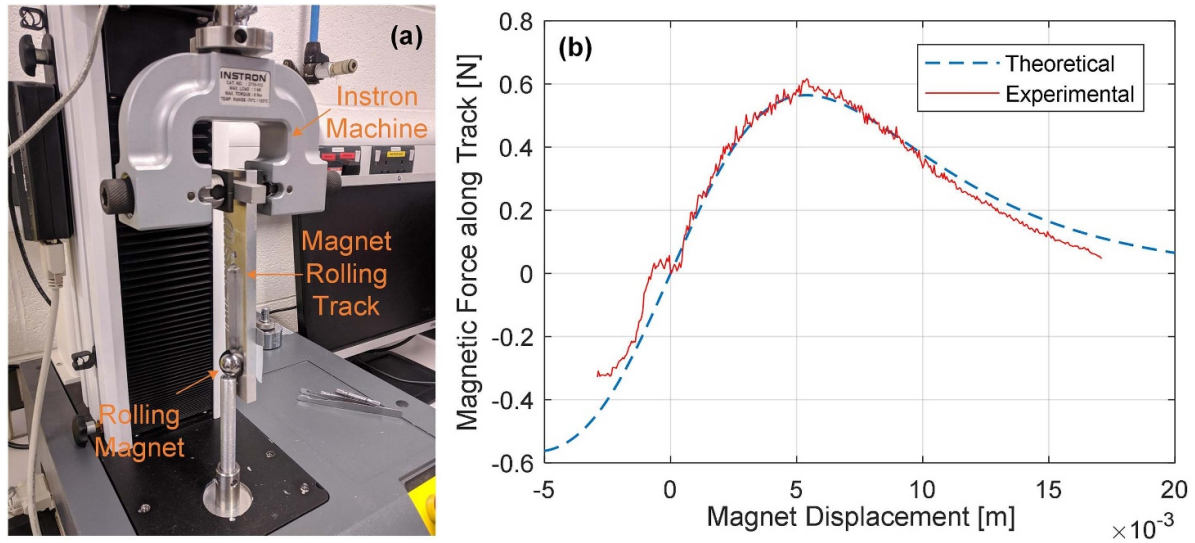 (a)
INSTRON
Instron
Machine
Magnet
Rolling
Track
Rolling
Magnet
(b)
Theoretical
Experimental
Magnetic Force along Track [N]
0.8
0.6
0.4
0.2
0
-0.2
-0.4
-0.6
-5
0
5
10
15
20
Magnet Displacement [m]
×10⁻³